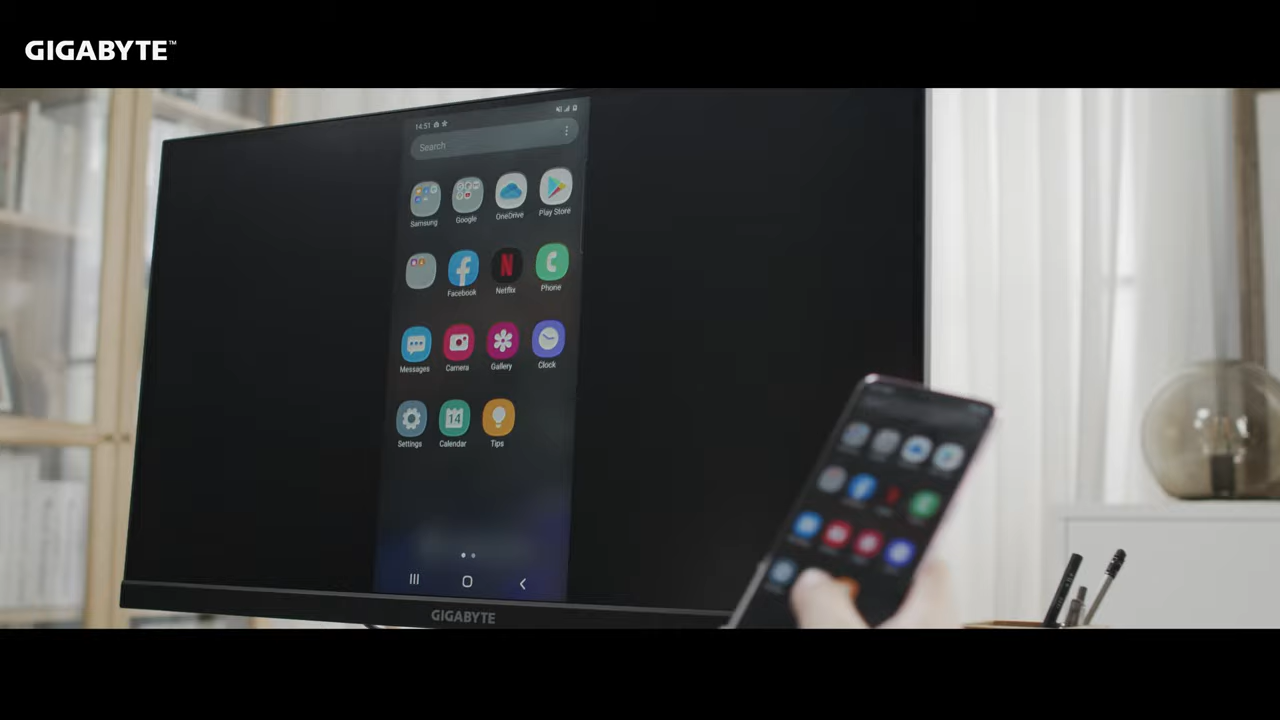 GIGABYTE™
14:51
Search
Samsung Google OneDrive Play Store
Facebook Netflix Phone
Messages Camera Gallery Clock
14
Settings Calendar Tips
GIGABYTE